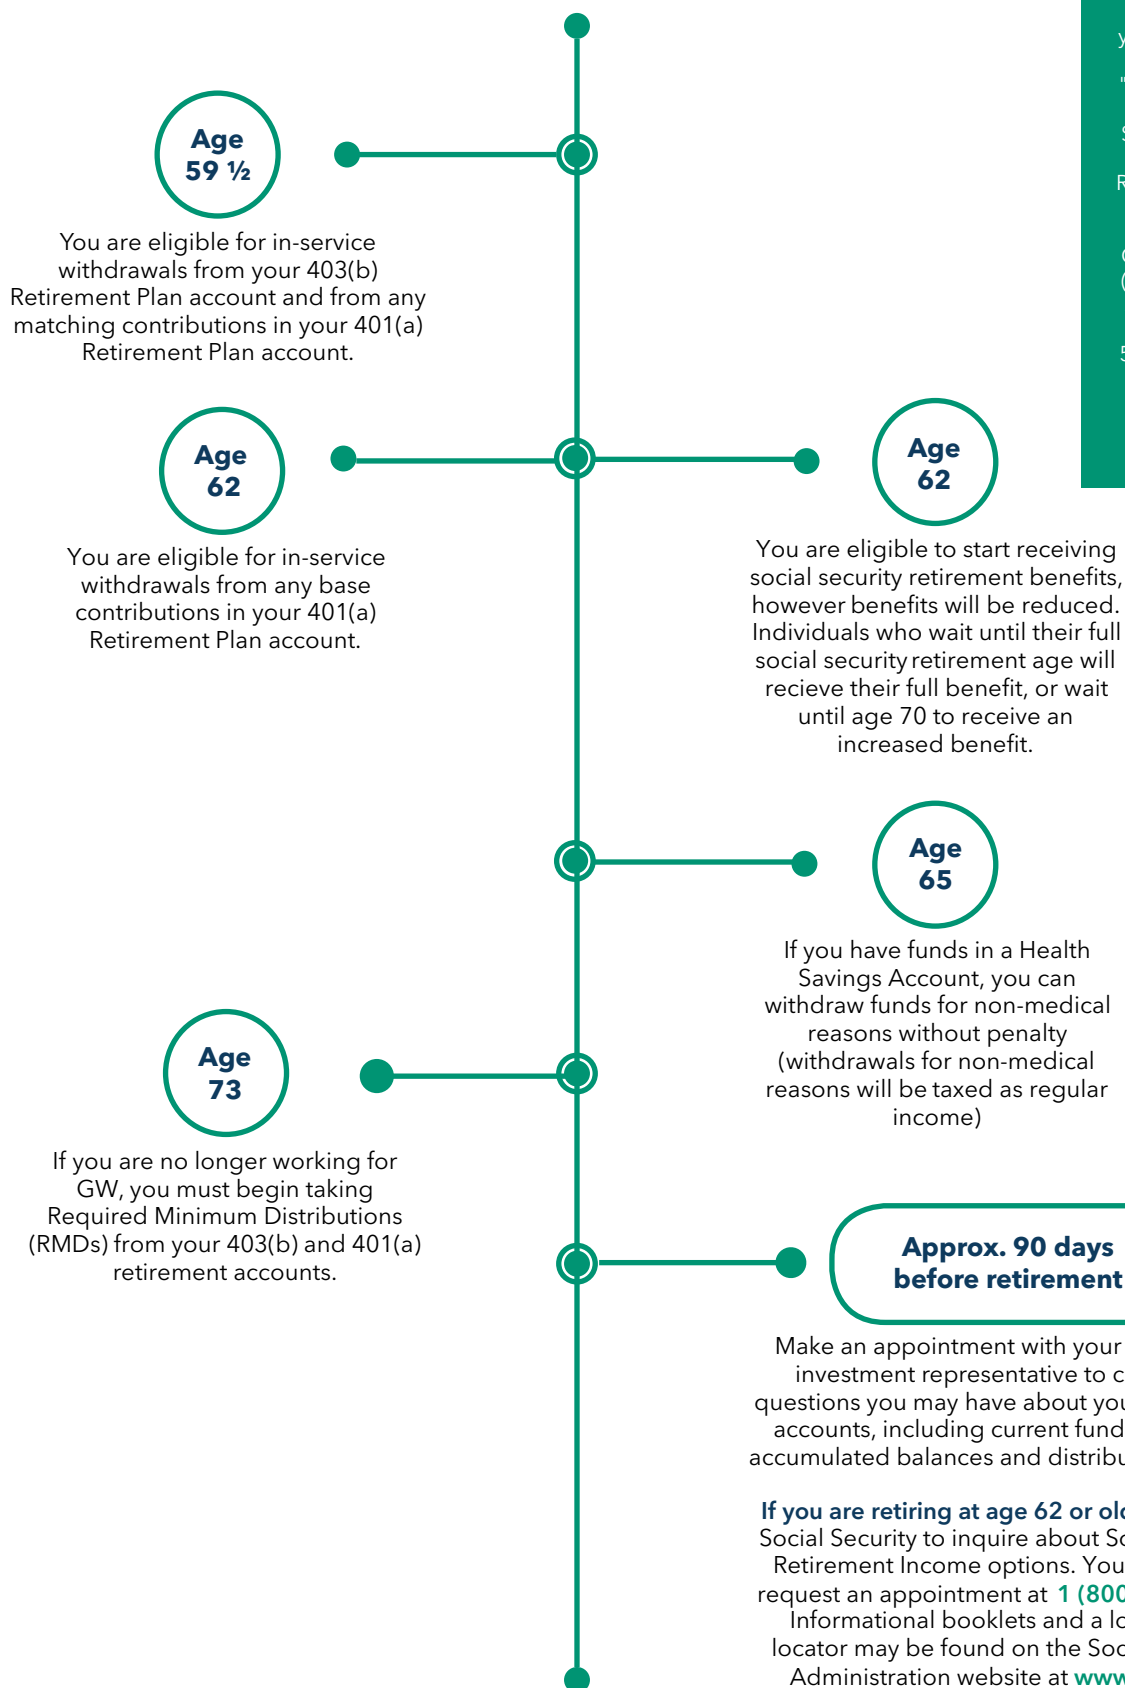 Age
59 ½
You are eligible for in-service
withdrawals from your 403(b)
Retirement Plan account and from any
matching contributions in your 401(a)
Retirement Plan account.
Age
62
You are eligible for in-service
withdrawals from any base
contributions in your 401(a)
Retirement Plan account.
Age
62
You are eligible to start receiving
social security retirement benefits,
however benefits will be reduced.
Individuals who wait until their full
social security retirement age will
recieve their full benefit, or wait
until age 70 to receive an
increased benefit.
Age
65
If you have funds in a Health
Savings Account, you can
withdraw funds for non-medical
reasons without penalty
(withdrawals for non-medical
reasons will be taxed as regular
income)
Age
73
If you are no longer working for
GW, you must begin taking
Required Minimum Distributions
(RMDs) from your 403(b) and 401(a)
retirement accounts.
Approx. 90 days
before retirement
Make an appointment with your
investment representative to
questions you may have about
accounts, including current
accumulated balances and
If you are retiring at age 62 or
Social Security to inquire about
Retirement Income options. You
request an appointment at 1 (800
Informational booklets and a
locator may be found on the
Administration website at www